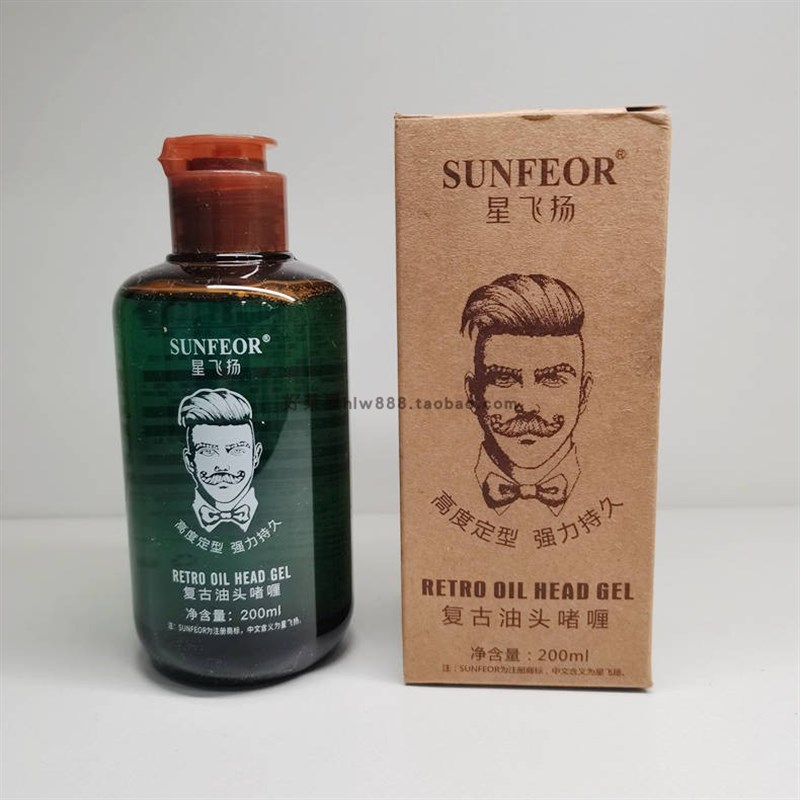 SUNFEOR®
星飞扬
高度定型 强力持久
RETRO OIL HEAD GEL
复古油头啫喱
净含量：200ml
注：SUNFEOR为注册商标，中文含义为星飞扬。
SUNFEOR®
星飞扬
高度定型 强力持久
RETRO OIL HEAD GEL
复古油头啫喱
净含量：200ml
注：SUNFEOR为注册商标，中文含义为星飞扬。
hlw888.taobao.com